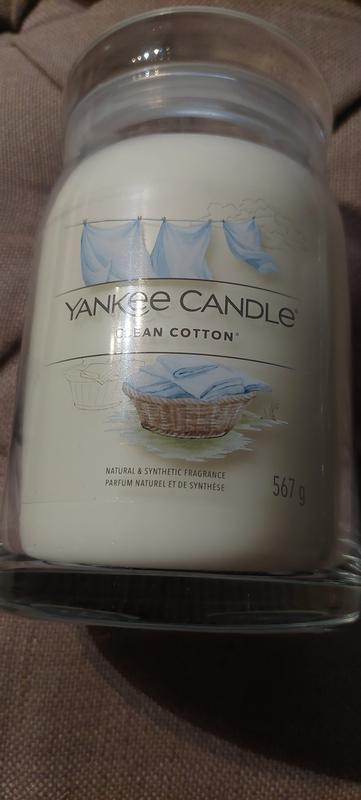 YANKEE CANDLE®
CLEAN COTTON®
NATURAL & SYNTHETIC FRAGRANCE
PARFUM NATUREL ET DE SYNTHÈSE
567 g